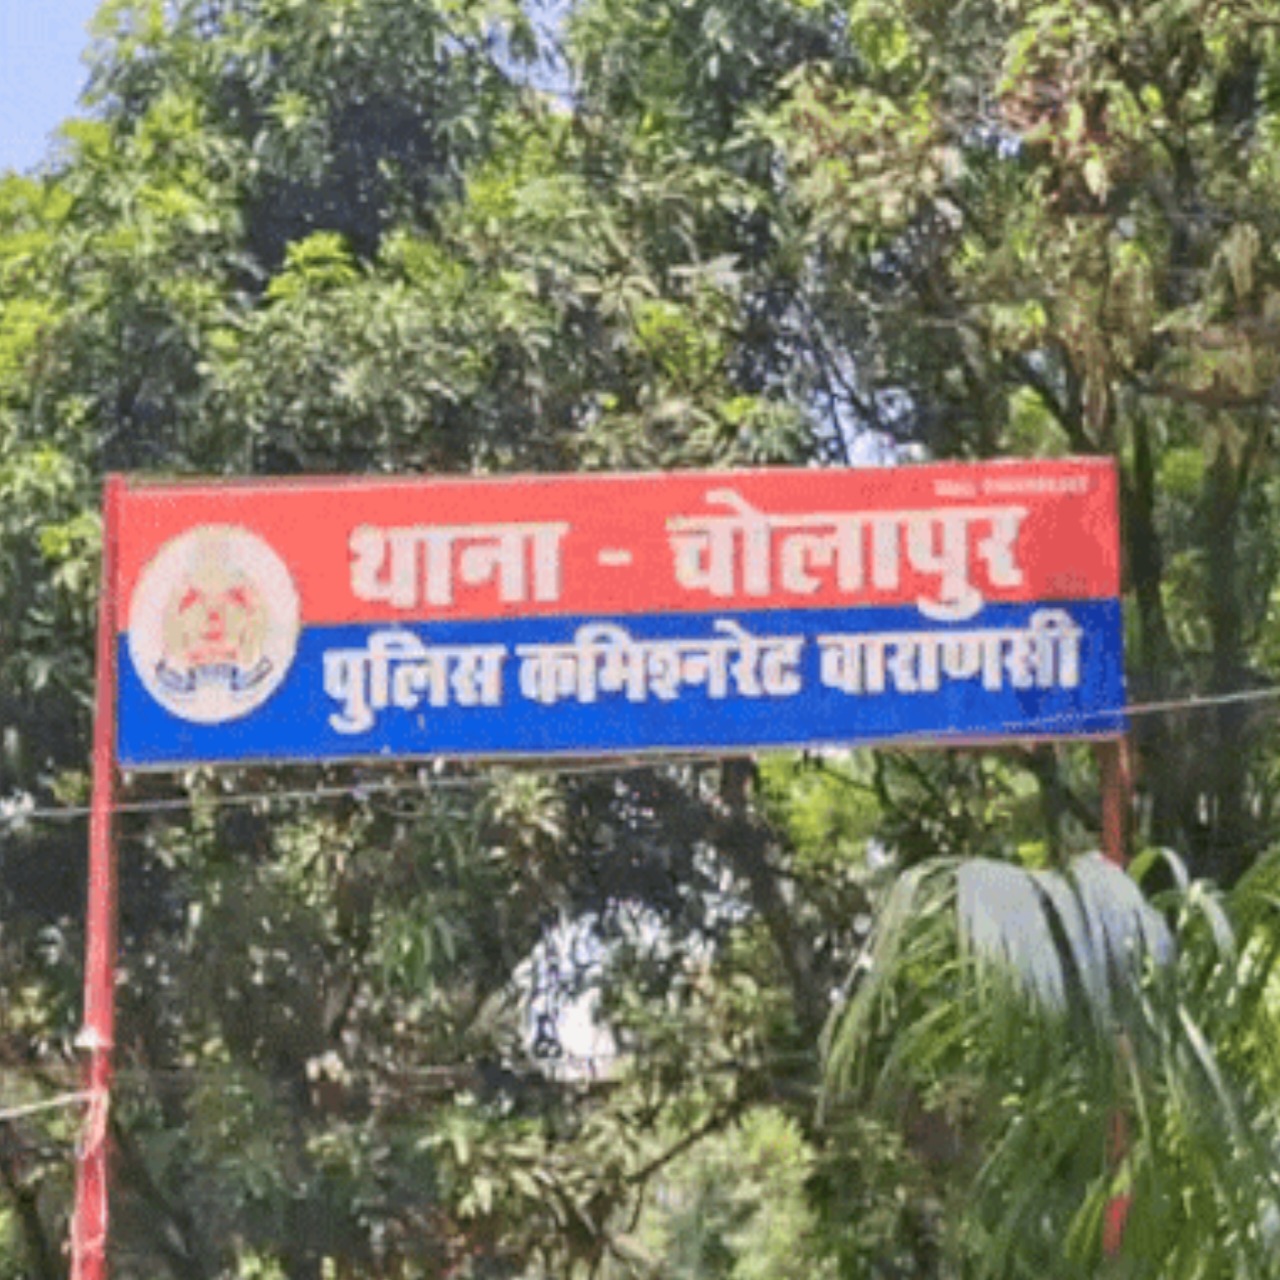 थाना - चोलापुर
पुलिस कमिश्नरेट वाराणसी